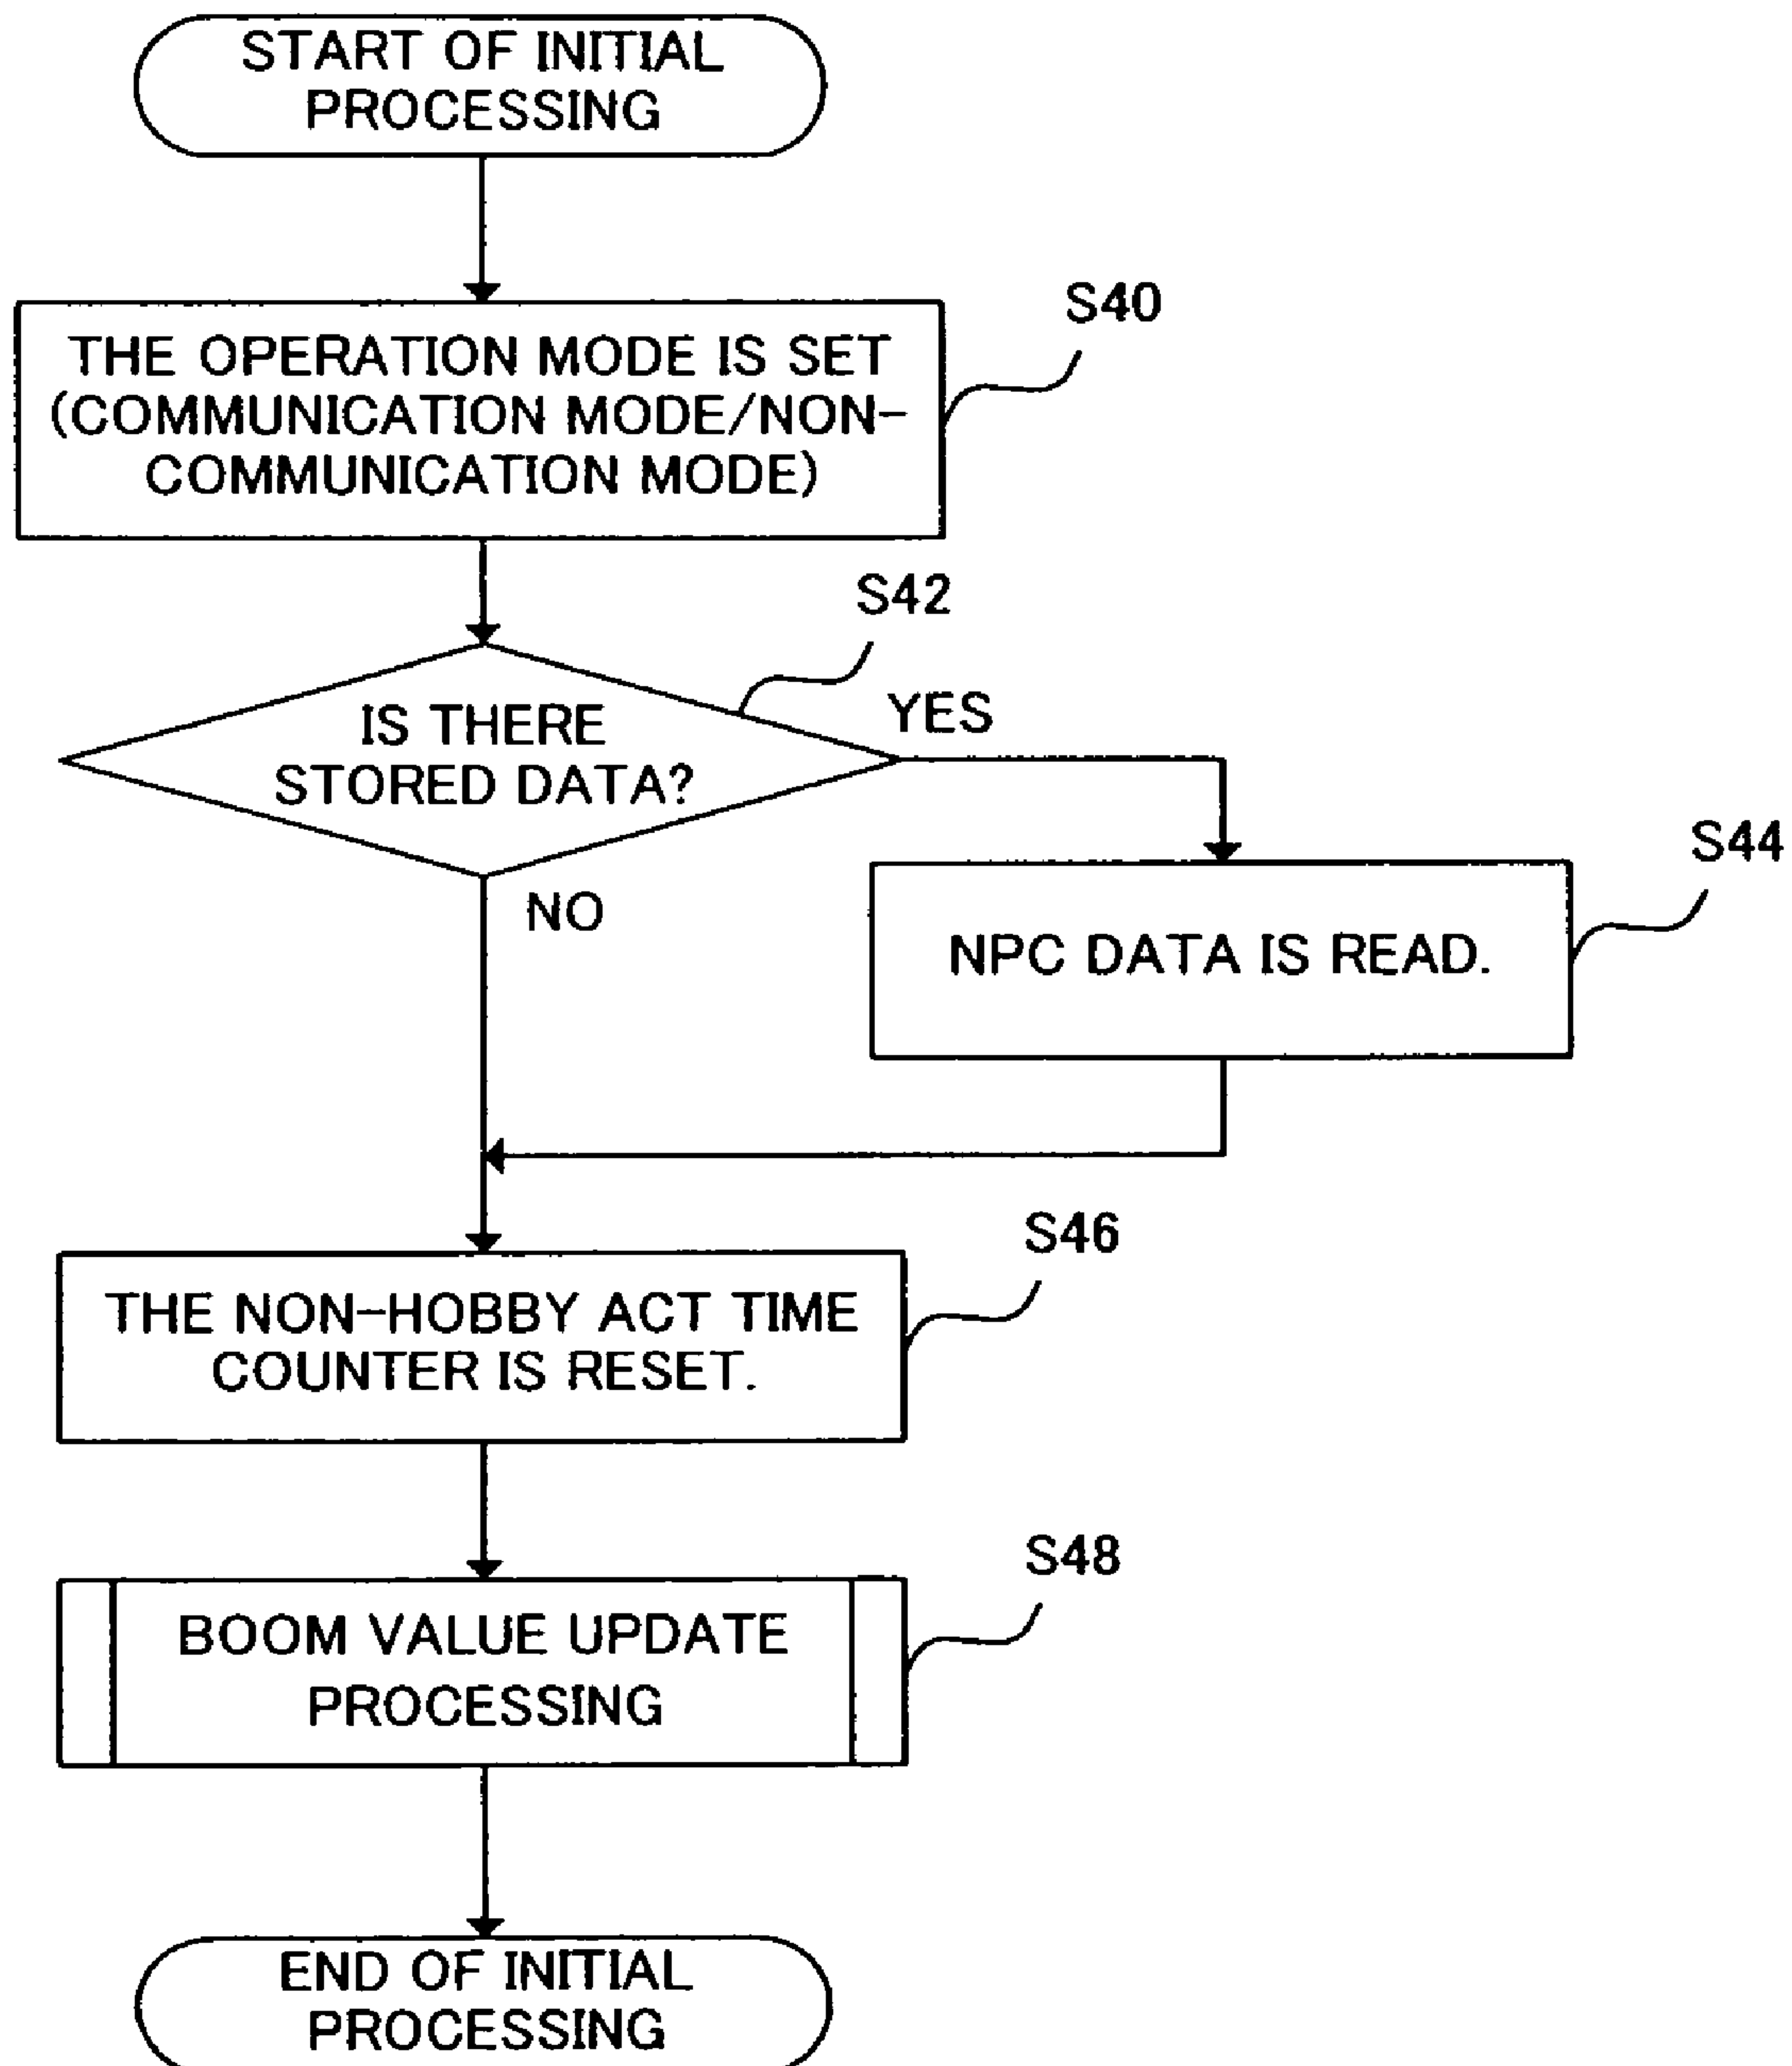 START OF INITIAL
PROCESSING
S40
THE OPERATION MODE IS SET
(COMMUNICATION MODE/NON-
COMMUNICATION MODE)
S42
IS THERE
STORED DATA?
YES
NO
S44
NPC DATA IS READ.
S46
THE NON-HOBBY ACT TIME
COUNTER IS RESET.
S48
BOOM VALUE UPDATE
PROCESSING
END OF INITIAL
PROCESSING